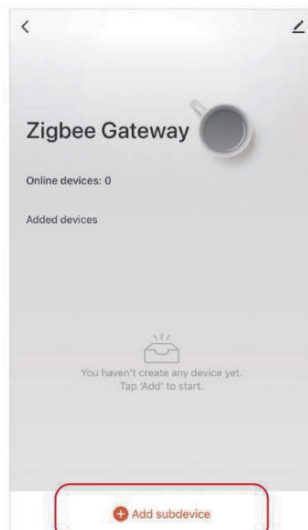 Zigbee Gateway
Online devices: 0
Added devices
You haven't create any device yet.
Tap 'Add' to start.
Add subdevice